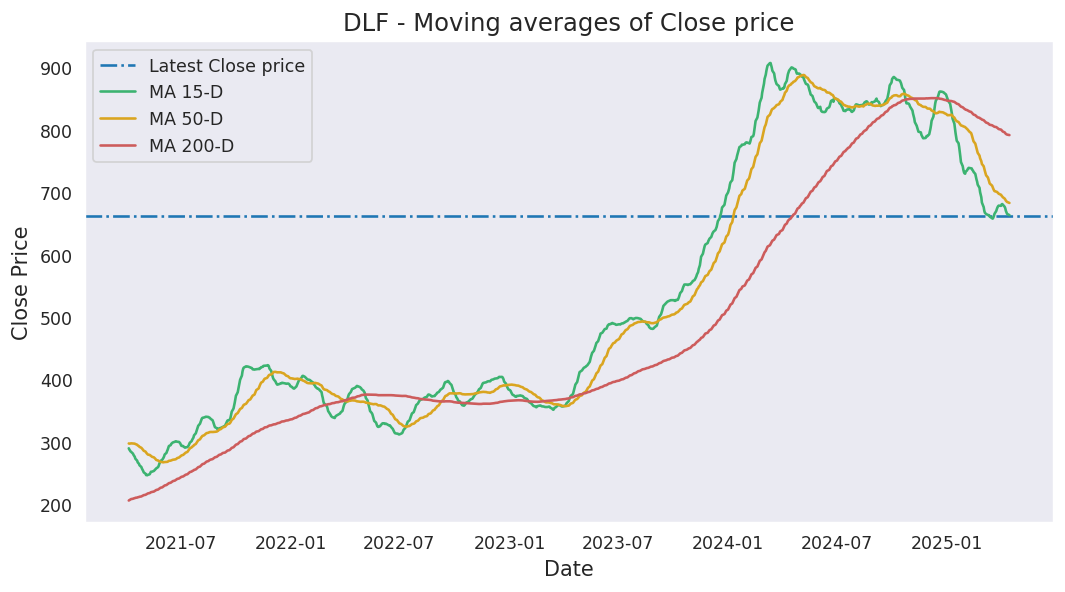 DLF - Moving averages of Close price
Latest Close price
MA 15-D
MA 50-D
MA 200-D
900
800
700
600
500
400
300
200
Close Price
2021-07 2022-01 2022-07 2023-01 2023-07 2024-01 2024-07 2025-01
Date